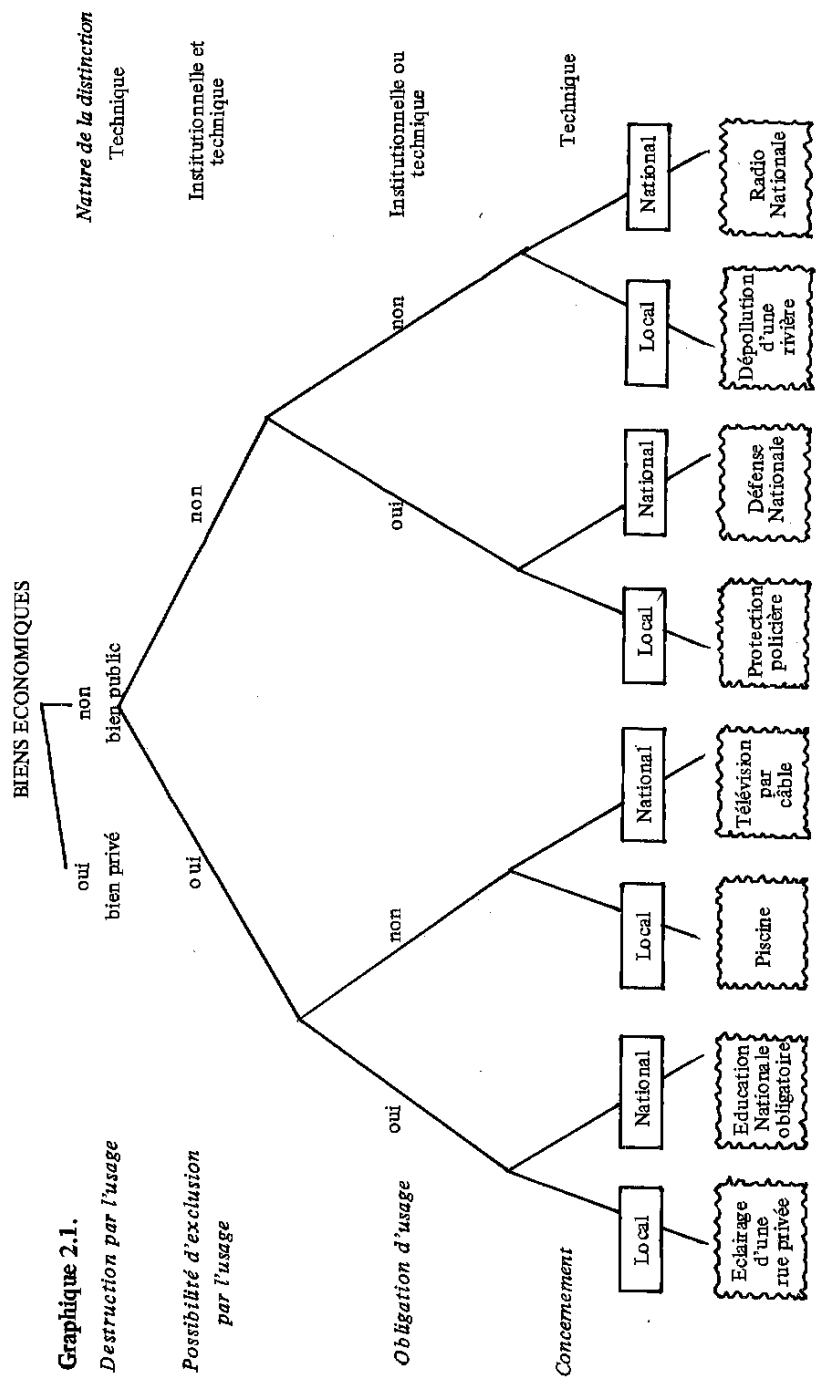 Graphique 2.1.
BIENS ECONOMIQUES
Nature de la distinction
Destruction par l'usage
oui
non
Technique
bien privé
bien public
Possibilité d'exclusion
par l'usage
oui
non
Institutionnelle et
technique
Obligation d'usage
oui
non
oui
non
Institutionnelle ou
technique
Concernement
Technique
Local
National
Local
National
Local
National
Local
National
Eclairage
d'une
rue privée
Education
Nationale
obligatoire
Piscine
Télévision
par
câble
Protection
policière
Défense
Nationale
Dépollution
d'une
rivière
Radio
Nationale